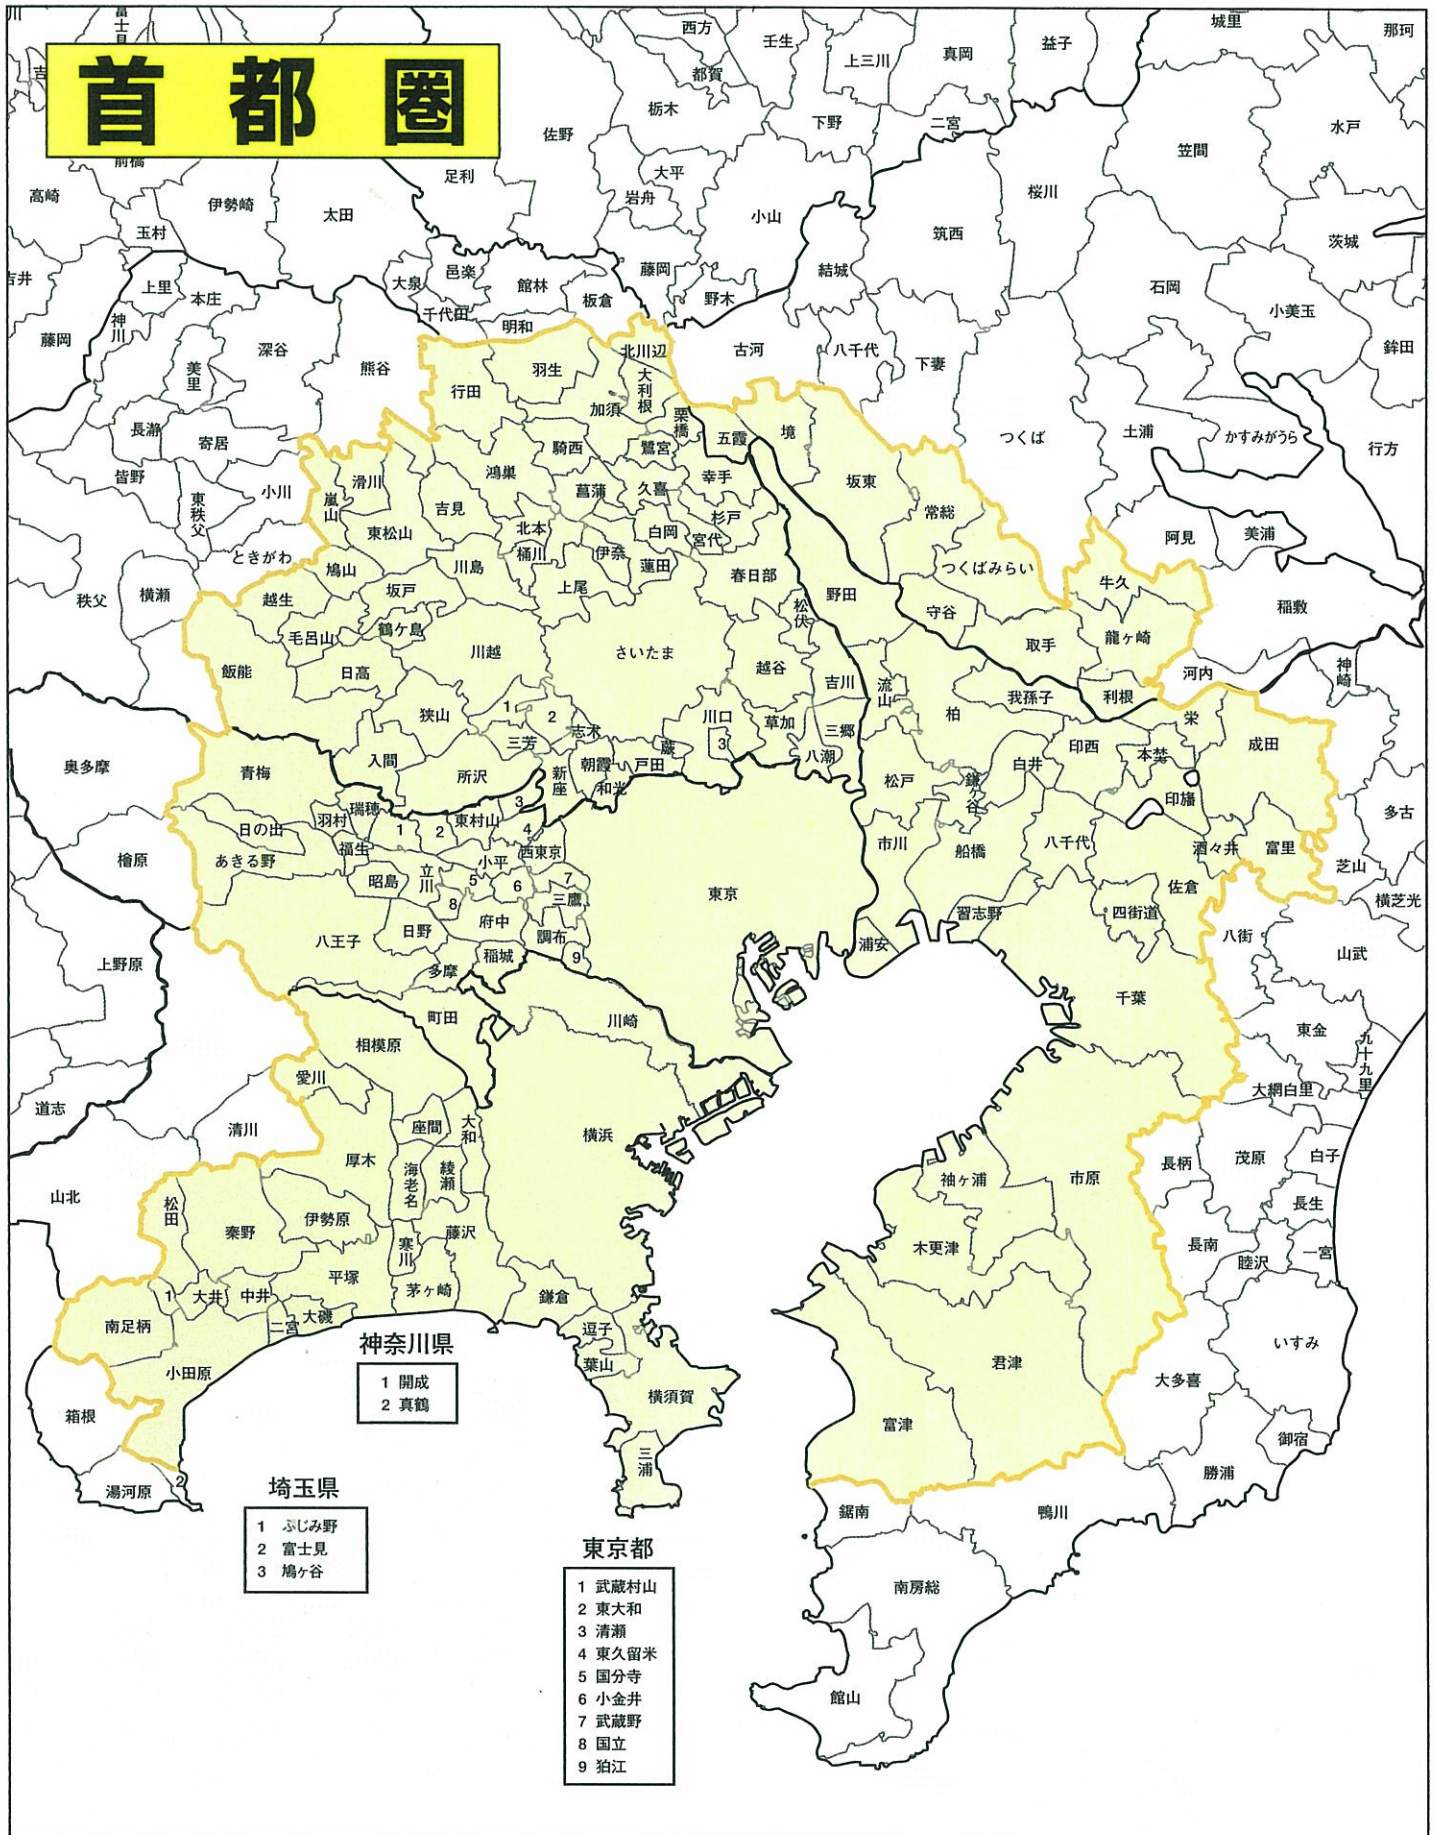 首都圏
川
富士見
吉
西方
壬生
上三川
真岡
益子
城里
那珂
都賀
栃木
佐野
下野
二宮
笠間
水戸
前橋
高崎
伊勢崎
太田
足利
大平
岩舟
小山
桜川
玉村
筑西
茨城
吉井
上里
本庄
大泉
邑楽
館林
板倉
藤岡
野木
結城
石岡
小美玉
千代田
明和
神川
藤岡
深谷
美里
熊谷
北川辺
古河
八千代
下妻
鉾田
行田
羽生
大利根
加須
栗橋
長瀞
寄居
騎西
鷲宮
五霞
境
つくば
土浦
かすみがうら
行方
皆野
東秩父
小川
嵐山
滑川
鴻巣
吉見
菖蒲
久喜
幸手
坂東
常総
東松山
北本
白岡
杉戸
宮代
阿見
美浦
ときがわ
鳩山
川島
桶川
伊奈
蓮田
春日部
つくばみらい
牛久
秩父
横瀬
越生
坂戸
上尾
松伏
野田
守谷
稲敷
毛呂山
鶴ヶ島
川越
さいたま
取手
龍ヶ崎
飯能
日高
越谷
吉川
流山
我孫子
利根
河内
神崎
狭山
1
2
志木
川口
3
草加
三郷
柏
栄
三芳
蕨
八潮
印西
本埜
成田
奥多摩
青梅
入間
所沢
新座
朝霞
和光
戸田
松戸
鎌ヶ谷
白井
印旛
多古
瑞穂
羽村
3
日の出
1
2
東村山
4
檜原
あきる野
福生
小平
西東京
市川
船橋
八千代
酒々井
富里
芝山
昭島
立川
5
6
7
三鷹
東京
佐倉
横芝光
8
府中
八王子
日野
調布
習志野
四街道
八街
上野原
多摩
稲城
9
浦安
山武
千葉
町田
川崎
東金
九十九里
相模原
愛川
道志
大網白里
清川
座間
大和
横浜
厚木
海老名
綾瀬
長柄
茂原
白子
山北
松田
秦野
伊勢原
袖ヶ浦
市原
長生
寒川
藤沢
木更津
長南
睦沢
一宮
1
大井
中井
平塚
茅ヶ崎
鎌倉
南足柄
二宮
大磯
逗子
いすみ
小田原
葉山
君津
大多喜
箱根
横須賀
富津
御宿
三浦
勝浦
湯河原
2
鋸南
鴨川
南房総
館山
神奈川県
1 開成
2 真鶴
埼玉県
1 ふじみ野
2 富士見
3 鳩ヶ谷
東京都
1 武蔵村山
2 東大和
3 清瀬
4 東久留米
5 国分寺
6 小金井
7 武蔵野
8 国立
9 狛江